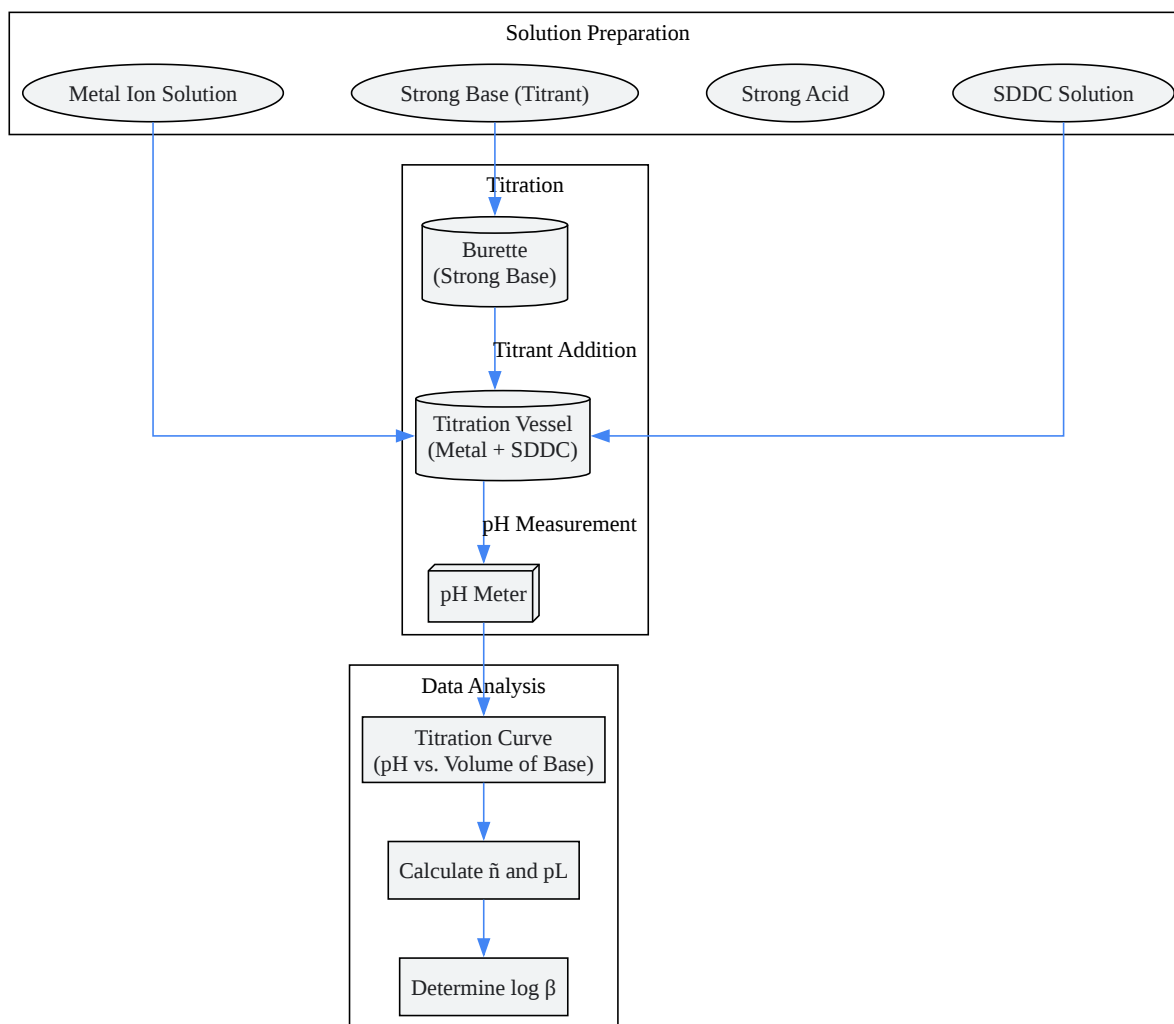 Solution Preparation
Metal Ion Solution
Strong Base (Titrant)
Strong Acid
SDDC Solution
Titration
Burette
(Strong Base)
Titrant Addition
Titration Vessel
(Metal + SDDC)
pH Measurement
pH Meter
Data Analysis
Titration Curve
(pH vs. Volume of Base)
Calculate ñ and pL
Determine log β